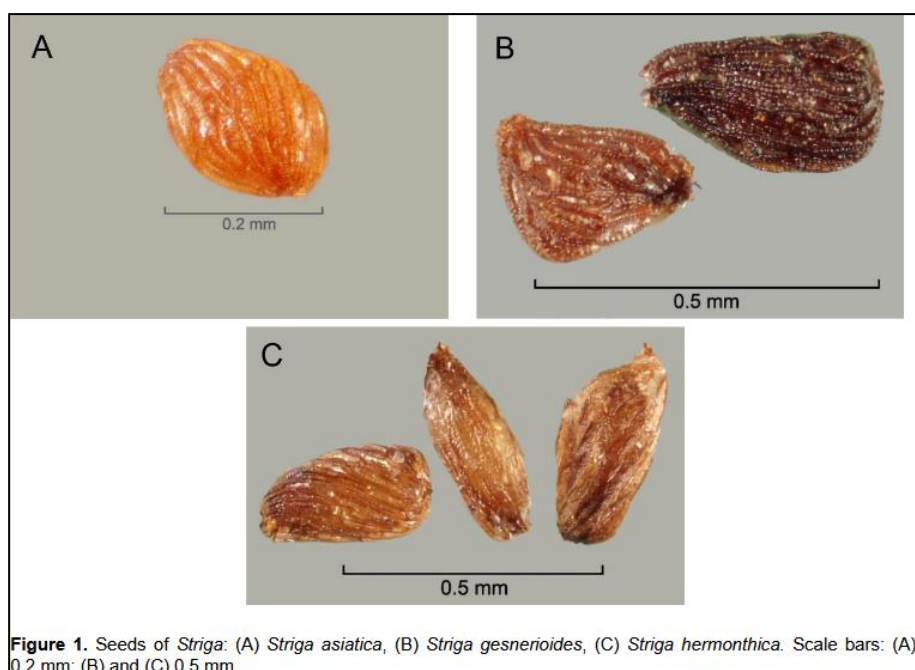 A
0.2 mm
B
0.5 mm
C
0.5 mm
Figure 1. Seeds of Striga: (A) Striga asiatica, (B) Striga gesnerioides, (C) Striga hermonthica. Scale bars: (A)
0.2 mm; (B) and (C) 0.5 mm